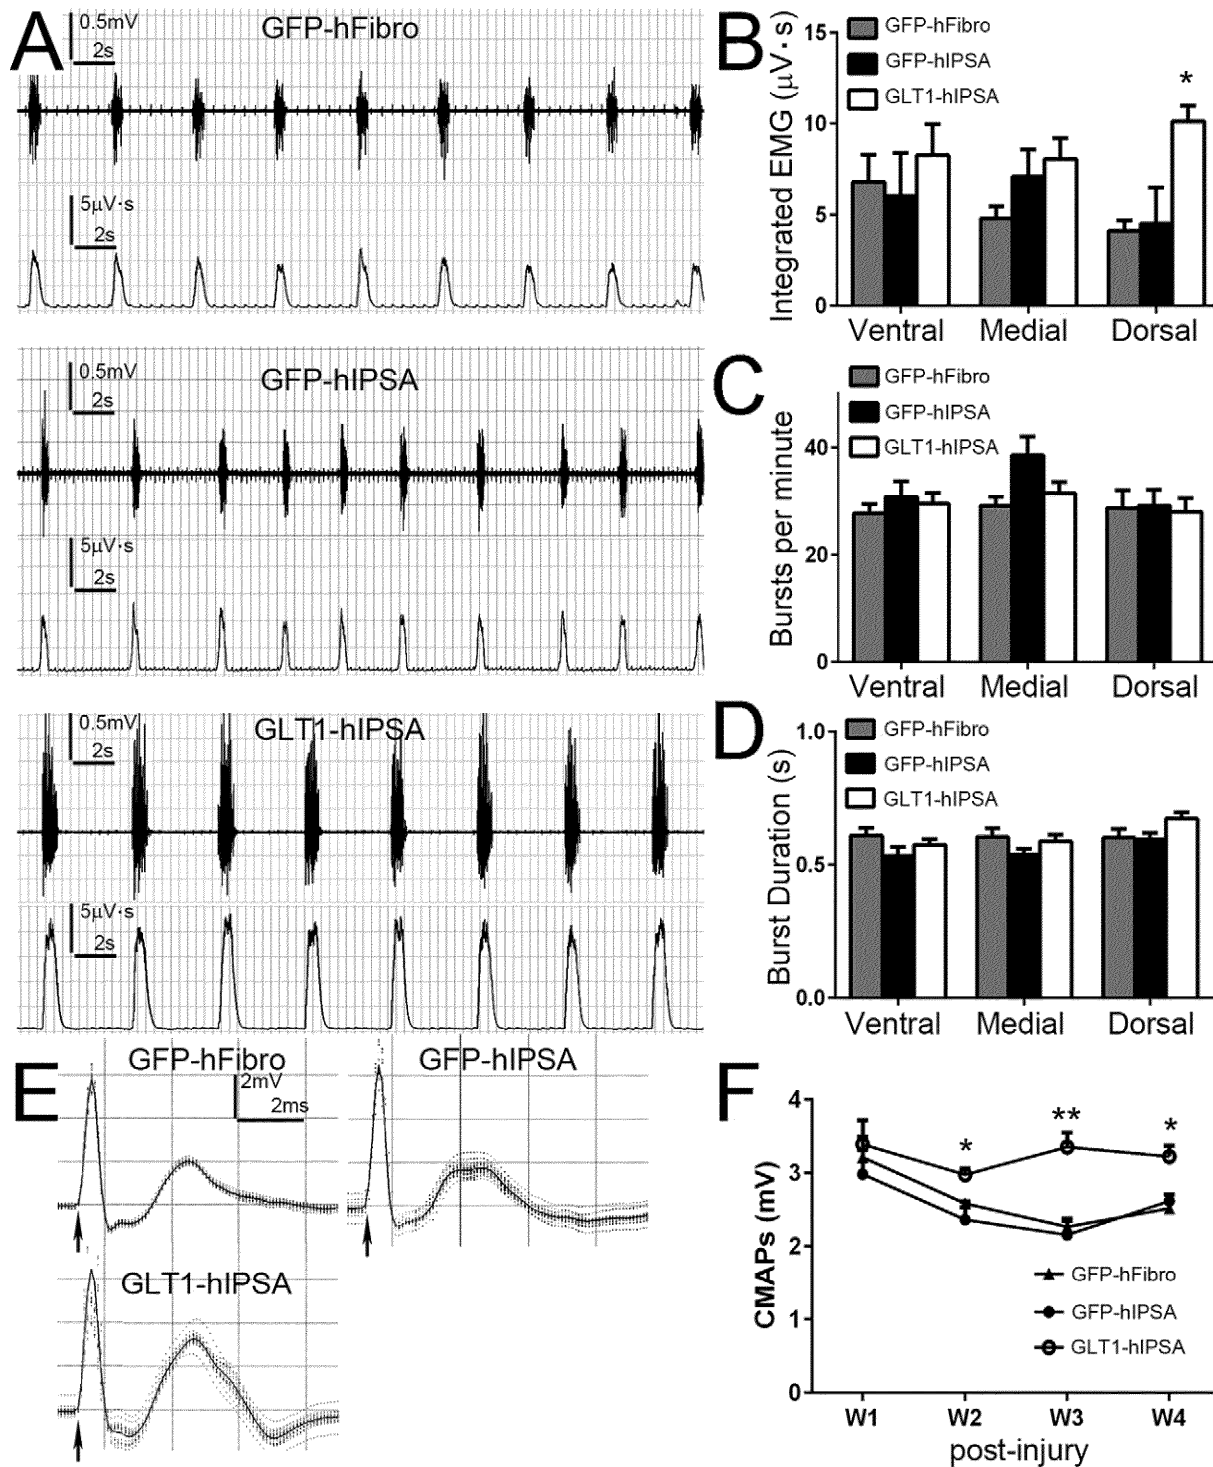 A
0.5mV
2s
GFP-hFibro
5μV·s
2s
0.5mV
2s
GFP-hIPSA
5μV·s
2s
0.5mV
2s
GLT1-hIPSA
5μV·s
2s
B
Integrated EMG (μV·s)
15
10
5
0
GFP-hFibro
GFP-hIPSA
GLT1-hIPSA
*
Ventral Medial Dorsal
C
Bursts per minute
40
20
0
GFP-hFibro
GFP-hIPSA
GLT1-hIPSA
Ventral Medial Dorsal
D
Burst Duration (s)
1.0
0.5
0.0
GFP-hFibro
GFP-hIPSA
GLT1-hIPSA
Ventral Medial Dorsal
E
GFP-hFibro
2mV
2ms
GFP-hIPSA
GLT1-hIPSA
F
CMAPs (mV)
4
3
2
1
0
*
**
*
GFP-hFibro
GFP-hIPSA
GLT1-hIPSA
W1 W2 W3 W4
post-injury